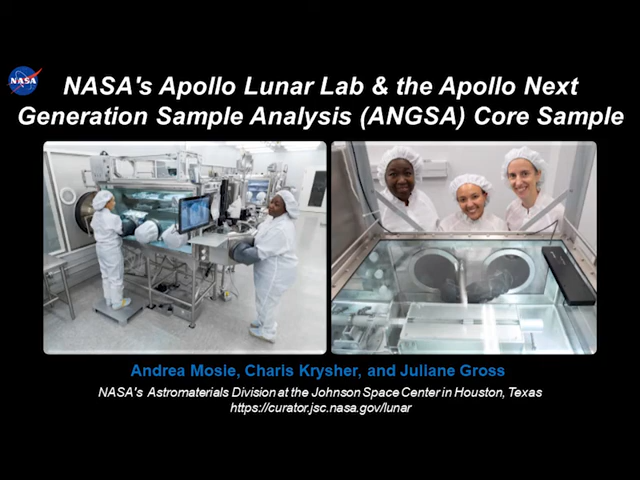 NASA
NASA's Apollo Lunar Lab & the Apollo Next
Generation Sample Analysis (ANGSA) Core Sample
Andrea Mosie, Charis Krysher, and Juliane Gross
NASA's Astromaterials Division at the Johnson Space Center in Houston, Texas
https://curator.jsc.nasa.gov/lunar